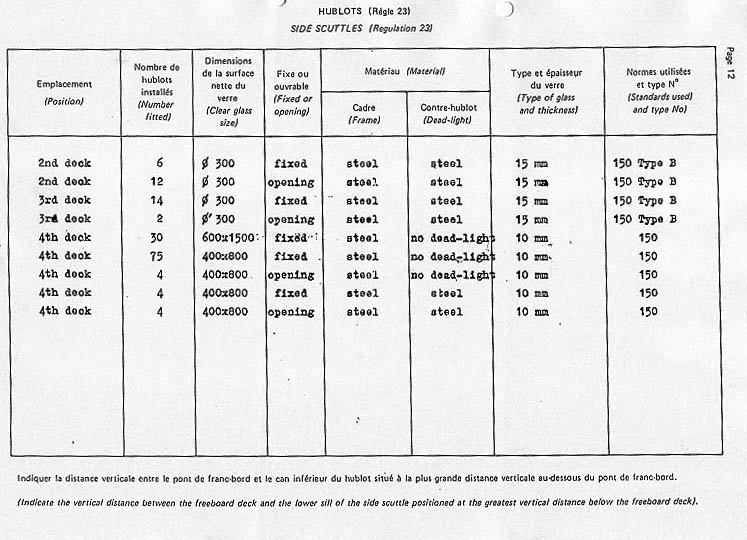 HUBLOTS (Règle 23)
SIDE SCUTTLES (Regulation 23)
Page 12
Emplacement
(Position)
Nombre de
hublots
installés
(Number
fitted)
Dimensions
de la surface
nette du
verre
(Clear glass
size)
Fixe ou
ouvrable
(Fixed or
opening)
Matériau (Material)
Cadre
(Frame)
Contre-hublot
(Dead-light)
Type et épaisseur
du verre
(Type of glass
and thickness)
Normes utilisées
et type N°
(Standards used)
and type No)
2nd deck 6 ø 300 fixed steel steel 15 mm 150 Type B
2nd deck 12 ø 300 opening steel steel 15 mm 150 Type B
3rd deck 14 ø 300 fixed steel steel 15 mm 150 Type B
3rd deck 2 ø 300 opening steel steel 15 mm 150 Type B
4th deck 30 600x1500 fixed steel no dead-light 10 mm 150
4th deck 75 400x800 fixed steel no dead-light 10 mm 150
4th deck 4 400x800 opening steel no dead-light 10 mm 150
4th deck 4 400x800 fixed steel steel 10 mm 150
4th deck 4 400x800 opening steel steel 10 mm 150
Indiquer la distance verticale entre le pont de franc-bord et le can inférieur du hublot situé à la plus grande distance verticale au-dessous du pont de franc-bord.
(Indicate the vertical distance between the freeboard deck and the lower sill of the side scuttle positioned at the greatest vertical distance below the freeboard deck).